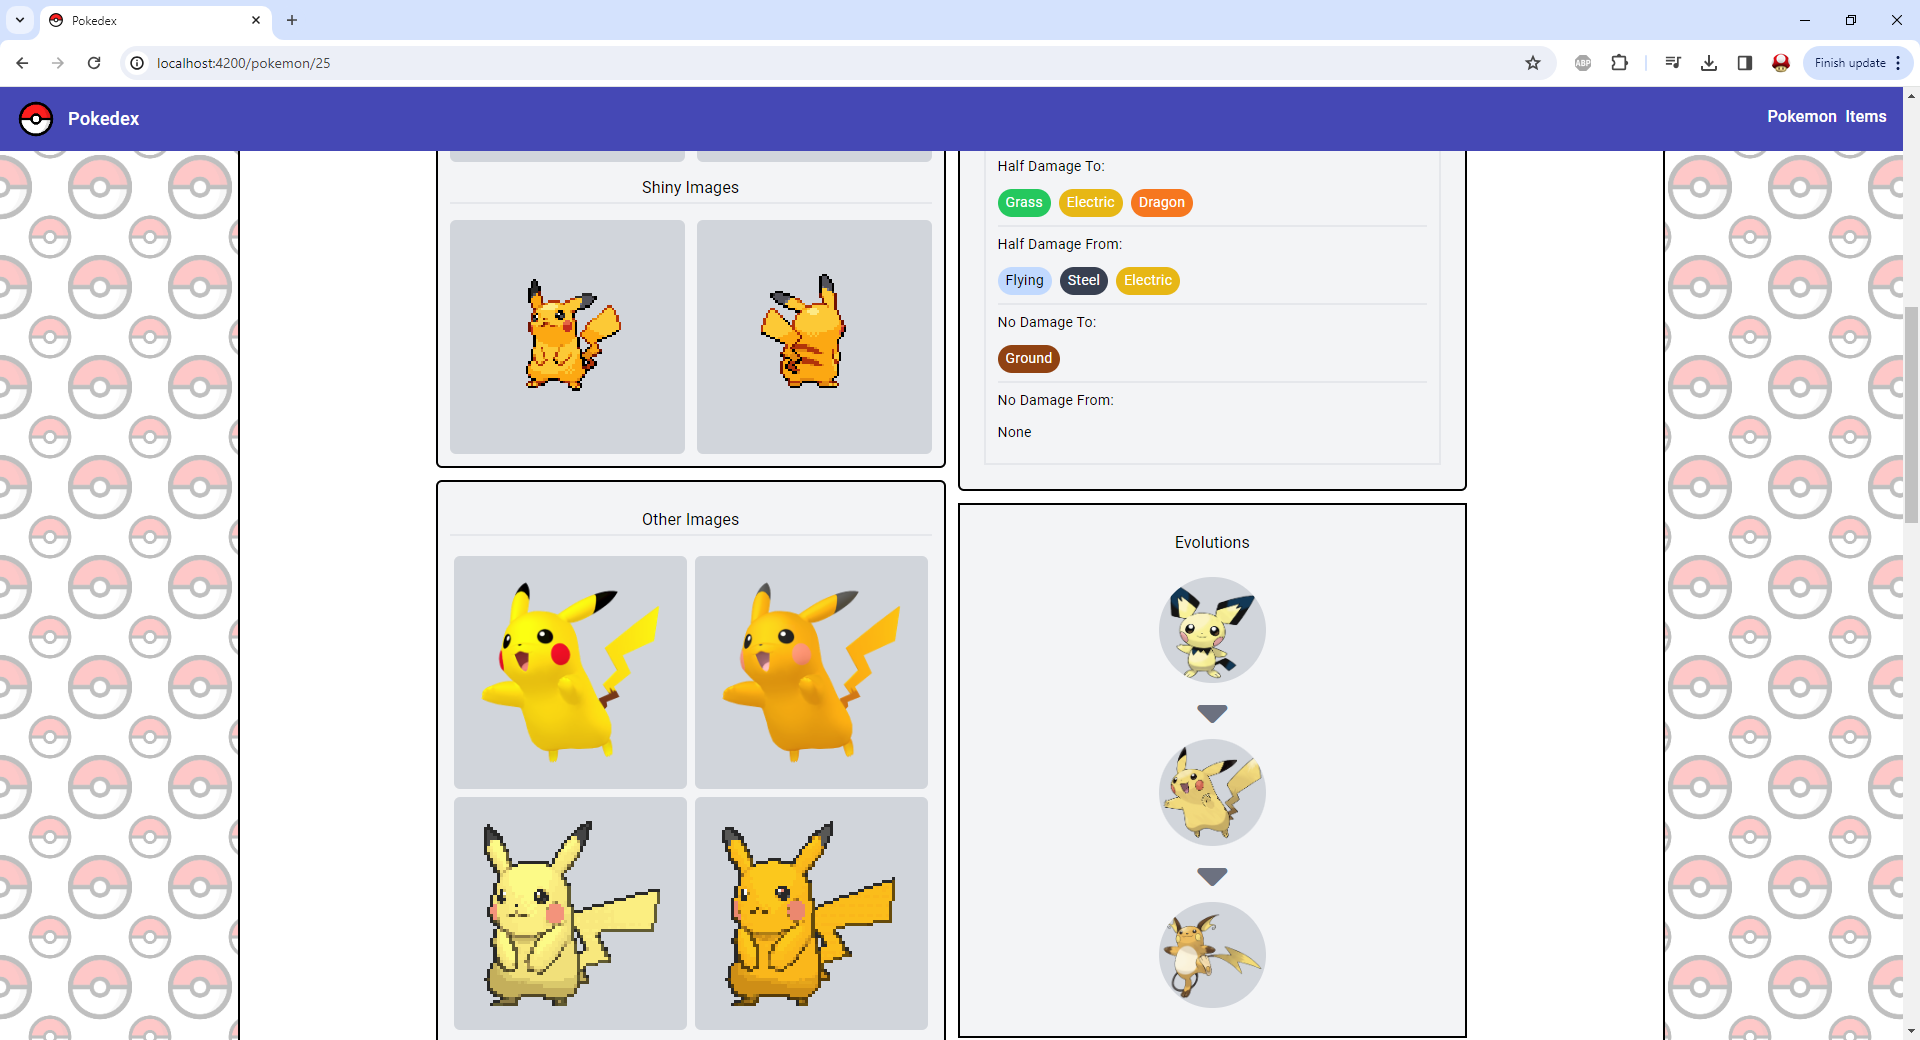 Pokedex
localhost:4200/pokemon/25
ABP
Finish update
Pokedex
Pokemon Items
Shiny Images
Other Images
Half Damage To:
Grass Electric Dragon
Half Damage From:
Flying Steel Electric
No Damage To:
Ground
No Damage From:
None
Evolutions